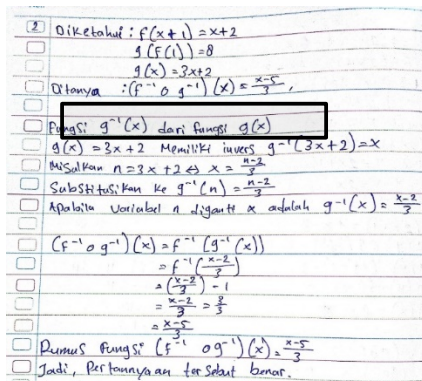 2 Diketahui : f(x+1) = x+2
g(f(1)) = 8
g(x) = 3x+2
Ditanya : (f⁻¹ o g⁻¹)(x) = x-5/3,
Fungsi g⁻¹(x) dari fungsi g(x)
g(x) = 3x+2 Memiliki invers g⁻¹(3x+2) = x
Misalkan n = 3x+2 ⇔ x = n-2/3
Substitusikan ke g⁻¹(n) = n-2/3
Apabila variabel n diganti x adalah g⁻¹(x) = x-2/3
(f⁻¹ o g⁻¹)(x) = f⁻¹(g⁻¹(x))
= f⁻¹(x-2/3)
= (x-2/3) - 1
= x-2/3 = 3/3
= x-5/3
Rumus Fungsi (f⁻¹ o g⁻¹)(x) = x-5/3
Jadi, Pertannyaan tersebut benar.